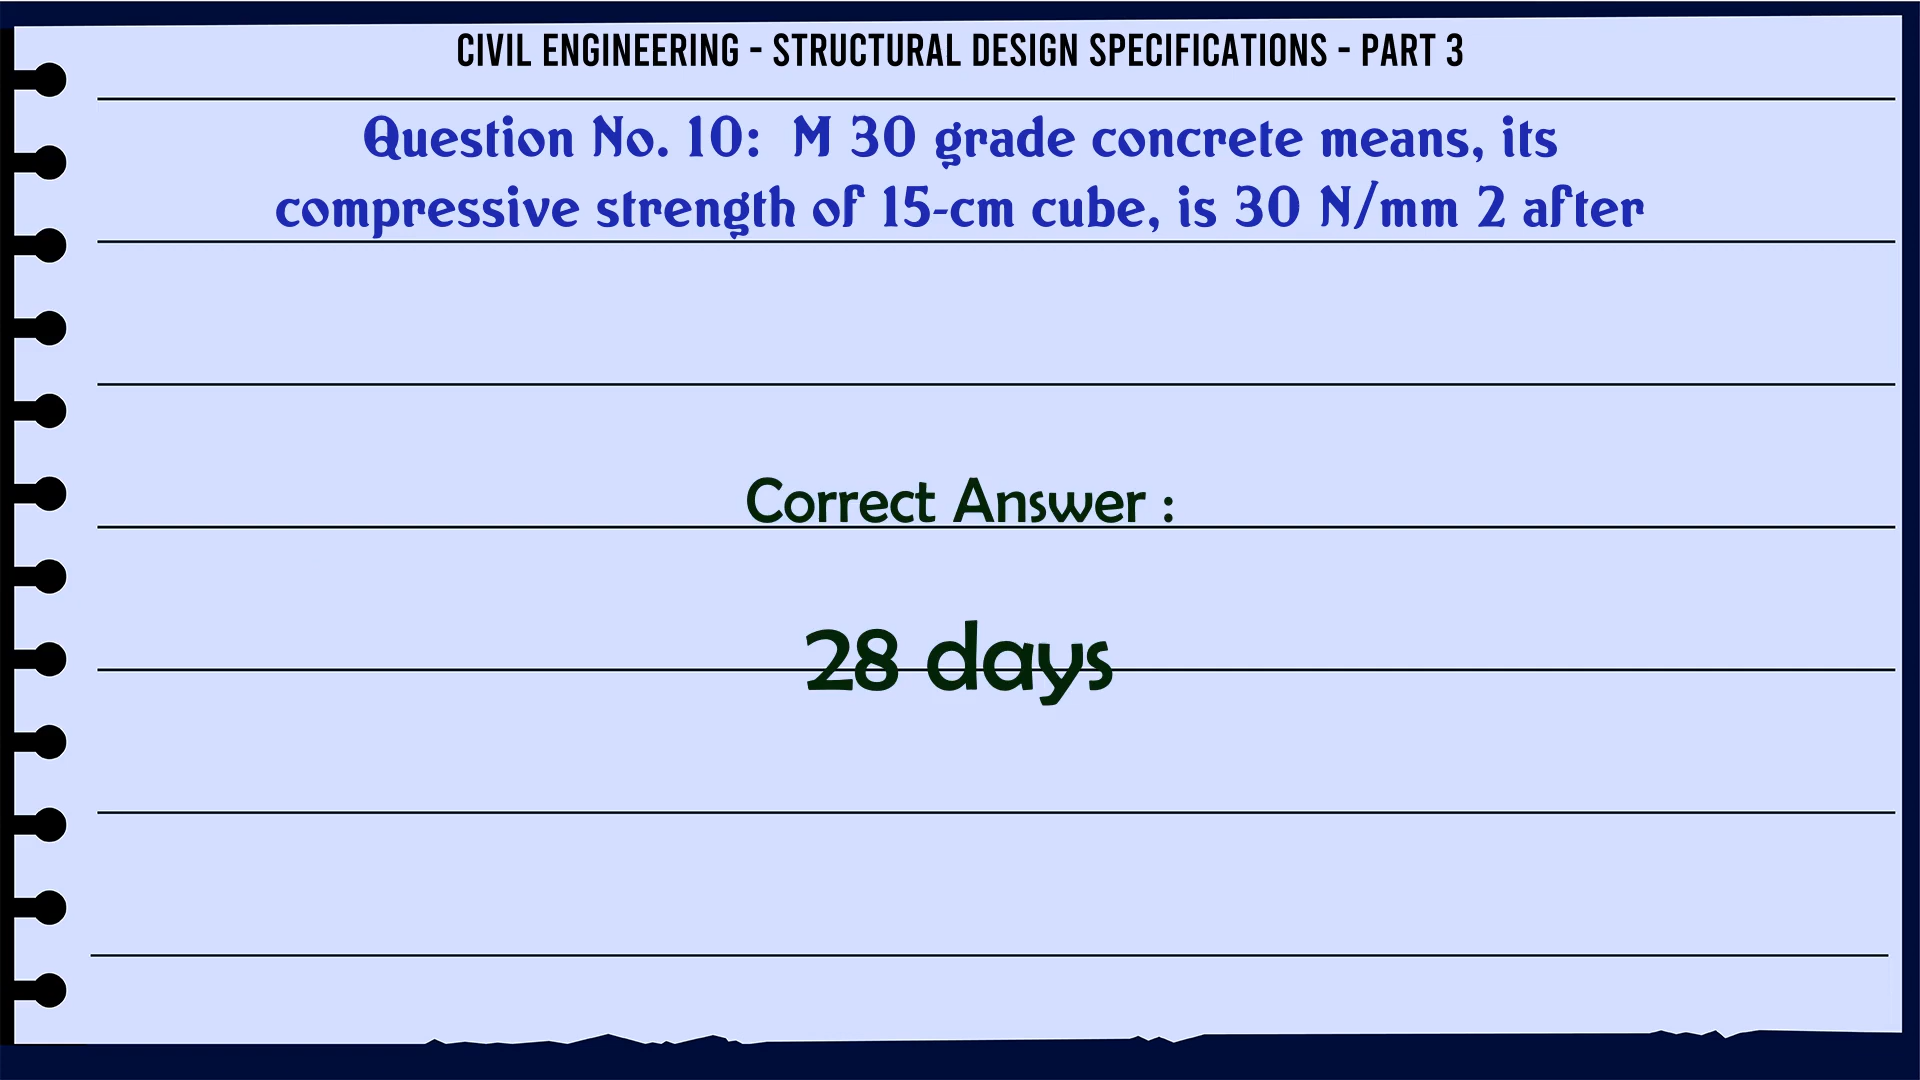 CIVIL ENGINEERING - STRUCTURAL DESIGN SPECIFICATIONS - PART 3
Question No. 10:  M 30 grade concrete means, its
compressive strength of 15-cm cube, is 30 N/mm 2 after
Correct Answer :
28 days